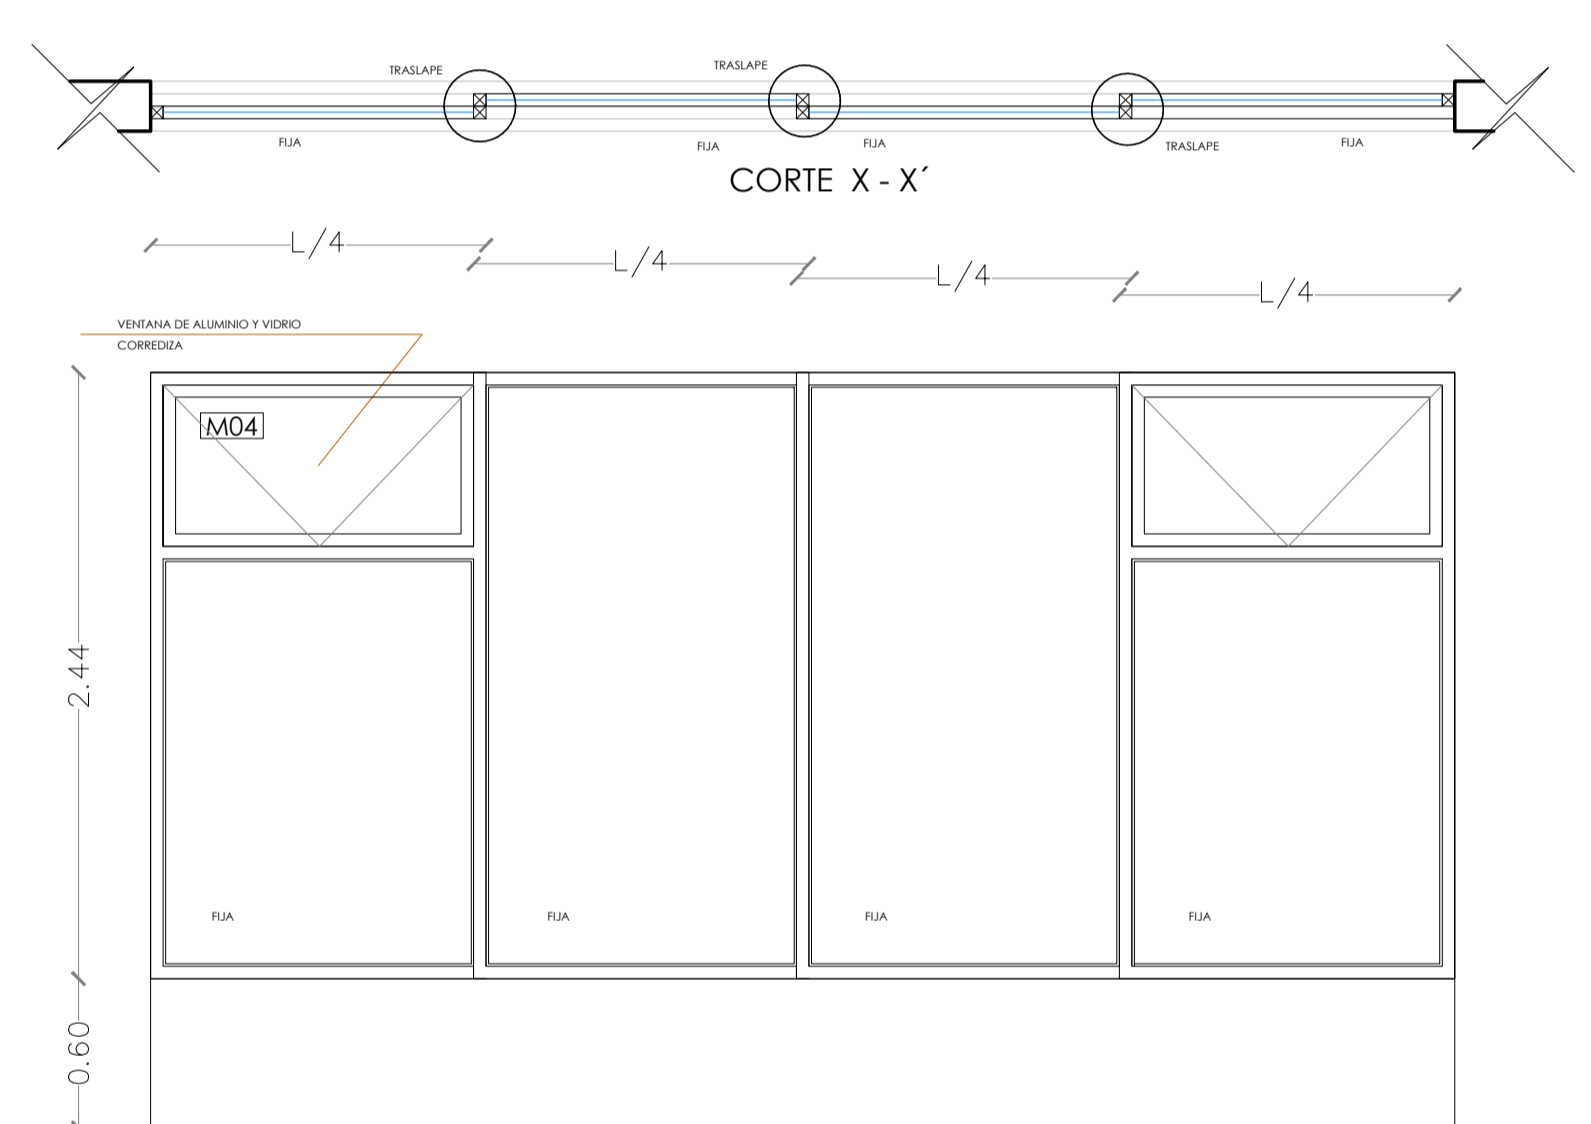 TRASLAPE
TRASLAPE
FIJA
FIJA
FIJA
TRASLAPE
FIJA
CORTE X - X´
L/4
L/4
L/4
L/4
VENTANA DE ALUMINIO Y VIDRIO
CORREDIZA
M04
2.44
FIJA
FIJA
FIJA
FIJA
0.60